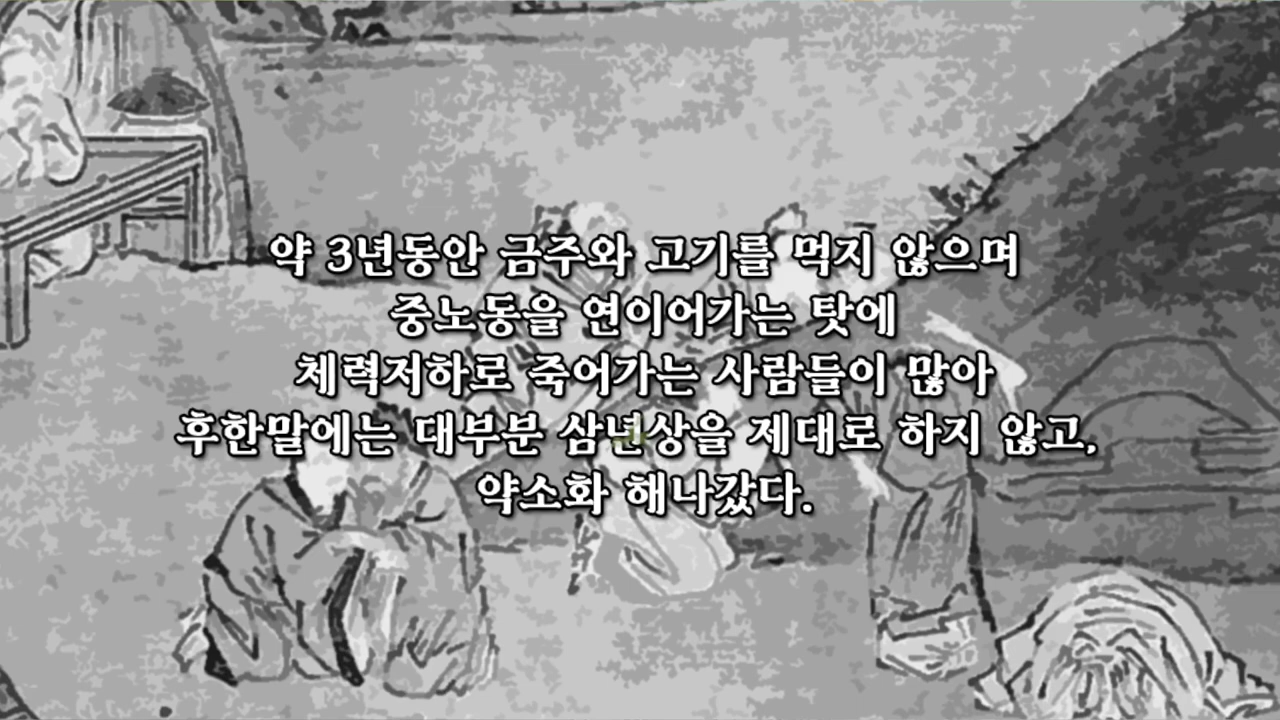 약 3년동안 금주와 고기를 먹지 않으며
중노동을 연이어가는 탓에
체력저하로 죽어가는 사람들이 많아
후한말에는 대부분 삼년상을 제대로 하지 않고,
약소화 해나갔다.